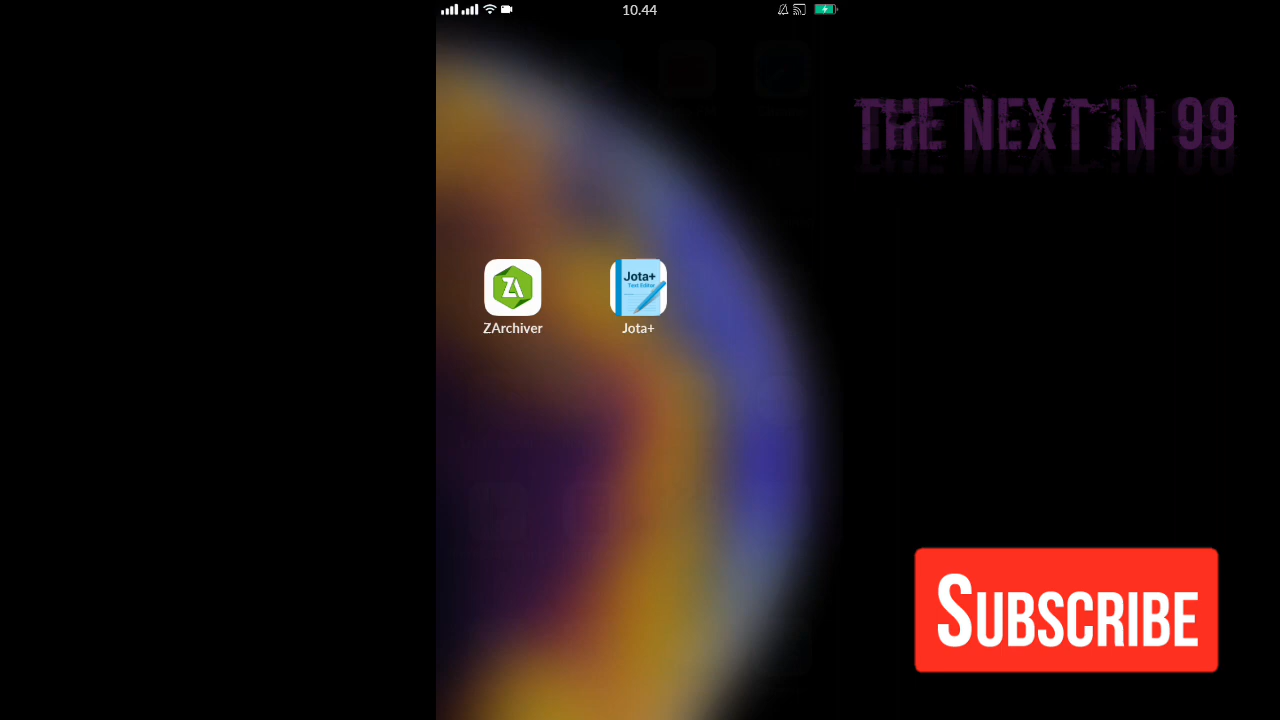 10.44
THE NEXT IN 99
ZA
Jota+
Text Editor
ZArchiver
Jota+
SUBSCRIBE